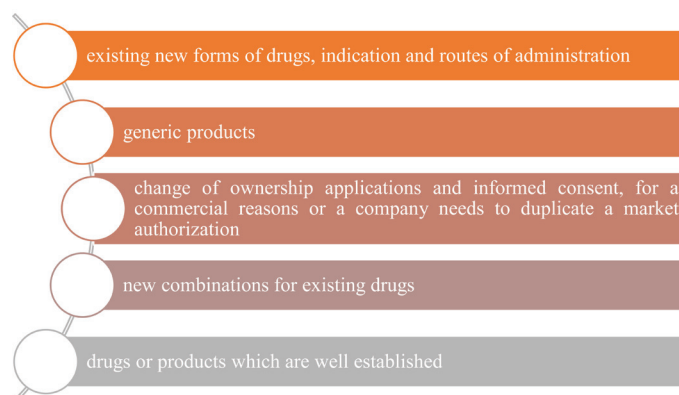 existing new forms of drugs, indication and routes of administration
generic products
change of ownership applications and informed consent, for a
commercial reasons or a company needs to duplicate a market
authorization
new combinations for existing drugs
drugs or products which are well established